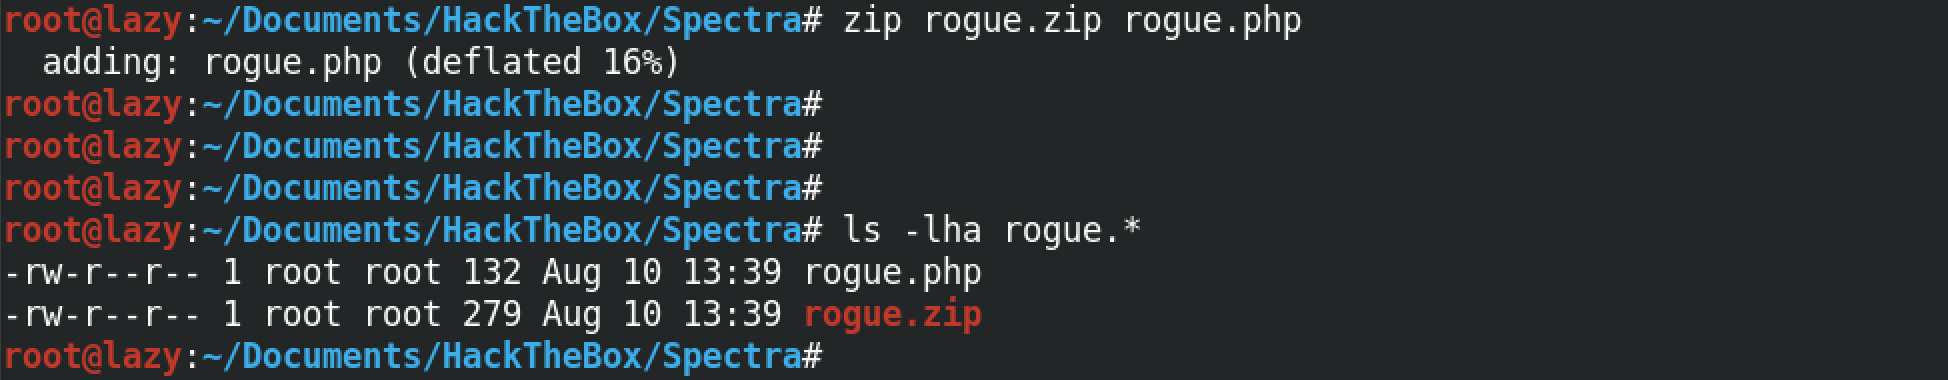 root@lazy:~/Documents/HackTheBox/Spectra# zip rogue.zip rogue.php
  adding: rogue.php (deflated 16%)
root@lazy:~/Documents/HackTheBox/Spectra#
root@lazy:~/Documents/HackTheBox/Spectra#
root@lazy:~/Documents/HackTheBox/Spectra#
root@lazy:~/Documents/HackTheBox/Spectra# ls -lha rogue.*
-rw-r--r-- 1 root root 132 Aug 10 13:39 rogue.php
-rw-r--r-- 1 root root 279 Aug 10 13:39 rogue.zip
root@lazy:~/Documents/HackTheBox/Spectra#